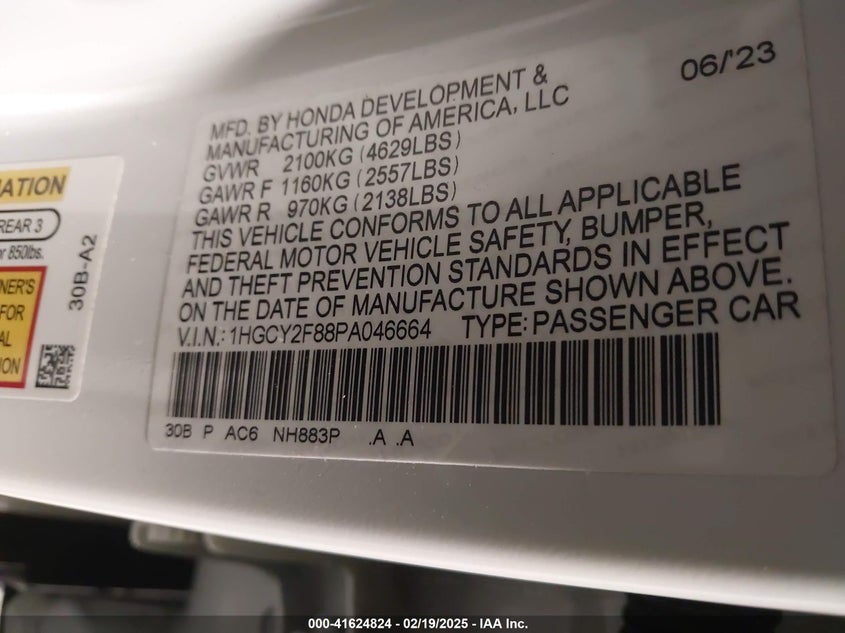 06/'23
MFD. BY HONDA DEVELOPMENT &
MANUFACTURING OF AMERICA, LLC
GVWR 2100KG (4629LBS)
GAWR F 1160KG (2557LBS)
GAWR R 970KG (2138LBS)
THIS VEHICLE CONFORMS TO ALL APPLICABLE
FEDERAL MOTOR VEHICLE SAFETY, BUMPER,
AND THEFT PREVENTION STANDARDS IN EFFECT
ON THE DATE OF MANUFACTURE SHOWN ABOVE.
V.I.N.: 1HGCY2F88PA046664 TYPE: PASSENGER CAR
30B P AC6 NH883P .A .A
REAR 3
850lbs.
FOR
30B-A2
000-41624824 / 02/19/2025 - IAA Inc.